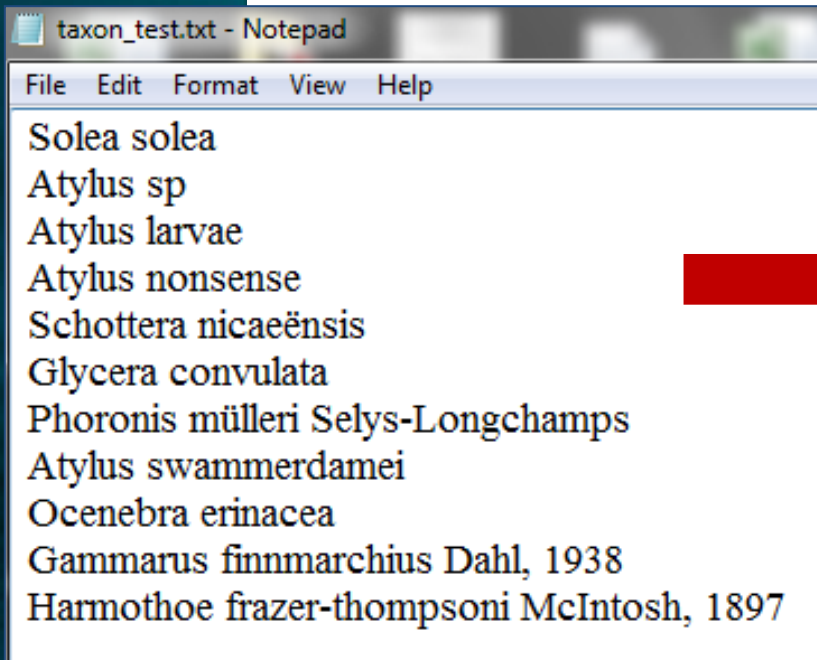 taxon_test.txt - Notepad
File Edit Format View Help
Solea solea
Atylus sp
Atylus larvae
Atylus nonsense
Schottera nicaeënsis
Glycera convulata
Phoronis mülleri Selys-Longchamps
Atylus swammerdamei
Ocenebra erinacea
Gammarus finnmarchius Dahl, 1938
Harmothoe frazer-thompsoni McIntosh, 1897